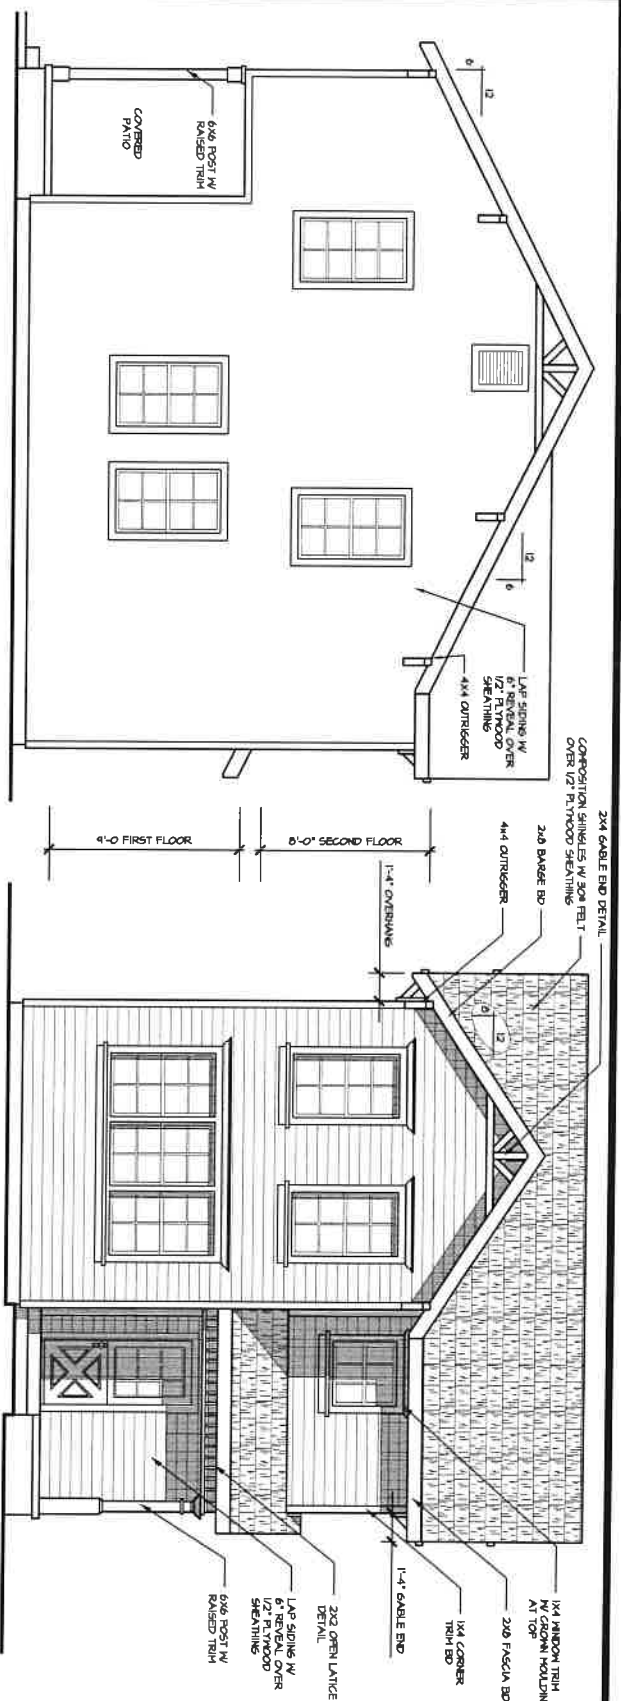 6
12
6X6 POST W/
RAISED TRIM
COVERED
PATIO
12
6
LAP SIDING W/
6" REVEAL OVER
1/2" PLYWOOD
SHEATHING
4X4 OUTRIGGER
9'-0 FIRST FLOOR
8'-0" SECOND FLOOR
2X4 GABLE END DETAIL
COMPOSITION SHINGLES W/ 30# FELT
OVER 1/2" PLYWOOD SHEATHING
2x8 BARGE BD
4x4 OUTRIGGER
1'-4" OVERHANG
12
8
1X4 WINDOW TRIM
W/ CROWN MOULDIN
AT TOP
2X8 FASCIA BD
1X4 CORNER
TRIM BD
1'-4" GABLE END
2X2 OPEN LATICE
DETAIL
LAP SIDING W/
6" REVEAL OVER
1/2" PLYWOOD
SHEATHING
6X6 POST W/
RAISED TRIM